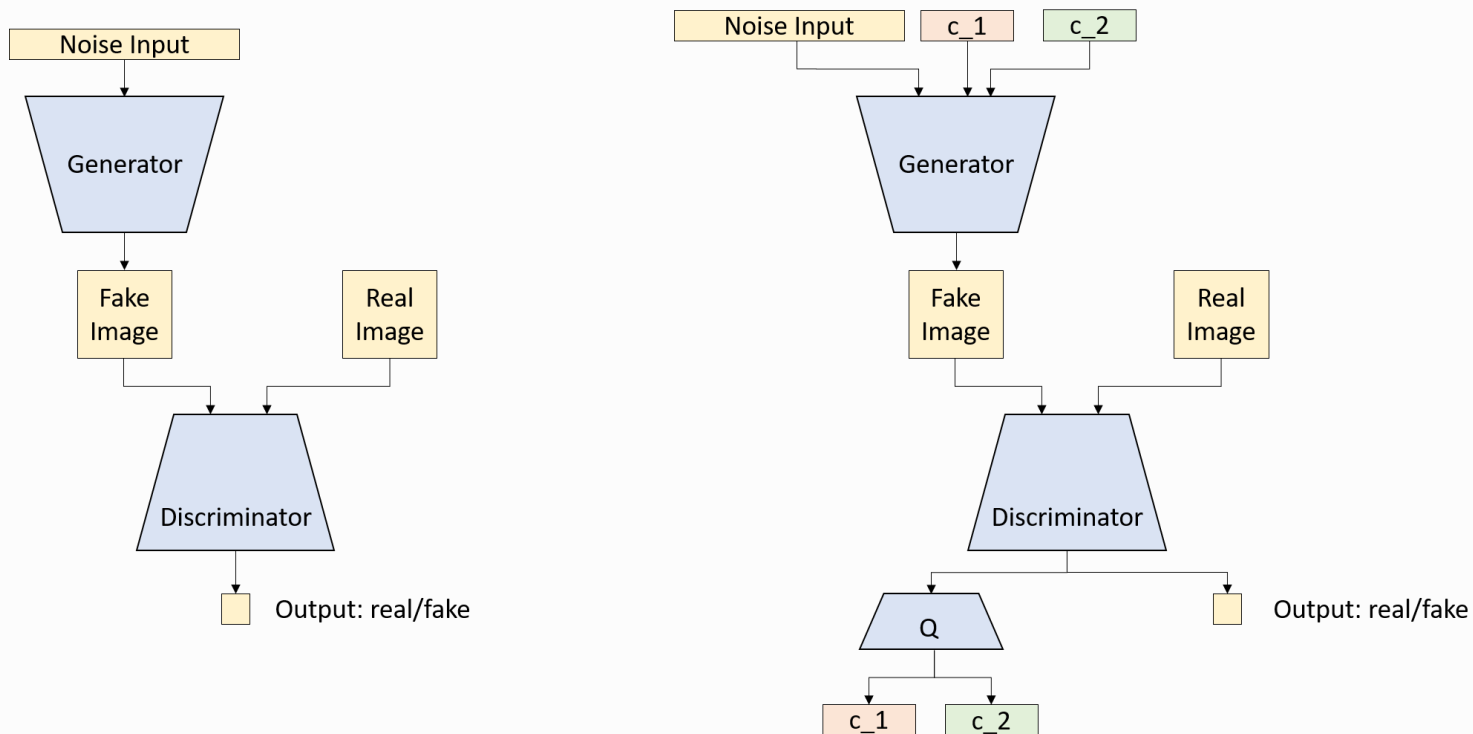 Noise Input
Generator
Fake
Image
Real
Image
Discriminator
Output: real/fake
Noise Input
c_1
c_2
Generator
Fake
Image
Real
Image
Discriminator
Q
Output: real/fake
c_1
c_2